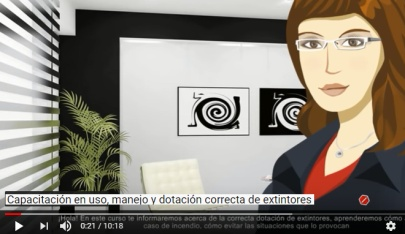 Capacitación en uso, manejo y dotación correcta de extintores
¡Hola! En este curso te informaremos acerca de la correcta dotación de extintores, aprenderemos cómo
0:21 / 10:18
caso de incendio, cómo evitar las situaciones que lo provocan